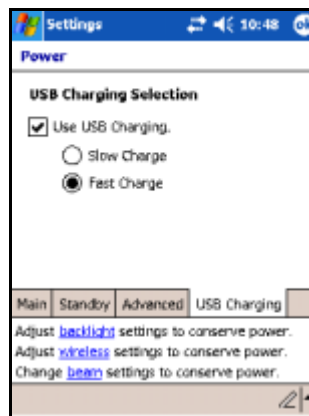 Settings 10:48 ok
Power
USB Charging Selection
Use USB Charging.
Slow Charge
Fast Charge
Main Standby Advanced USB Charging
Adjust backlight settings to conserve power.
Adjust wireless settings to conserve power.
Change beam settings to conserve power.